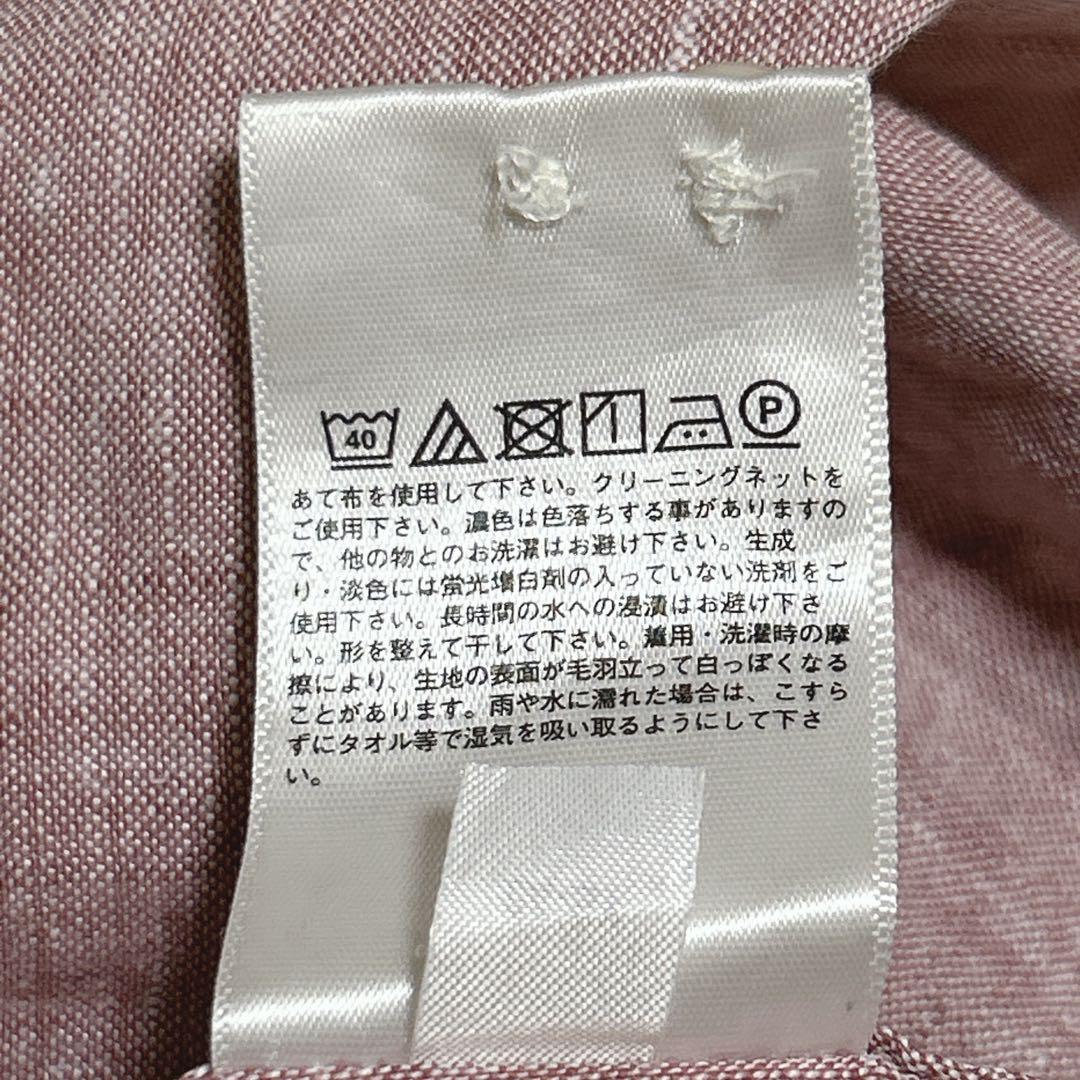 40 P
あて布を使用して下さい。クリーニングネットを
ご使用下さい。濃色は色落ちする事がありますの
で、他の物とのお洗濯はお避け下さい。生成
り・淡色には蛍光増白剤の入っていない洗剤をご
使用下さい。長時間の水への浸漬はお避け下さ
い。形を整えて干して下さい。着用・洗濯時の摩
擦により、生地の表面が毛羽立って白っぽくなる
ことがあります。雨や水に濡れた場合は、こすら
ずにタオル等で湿気を吸い取るようにして下さ
い。